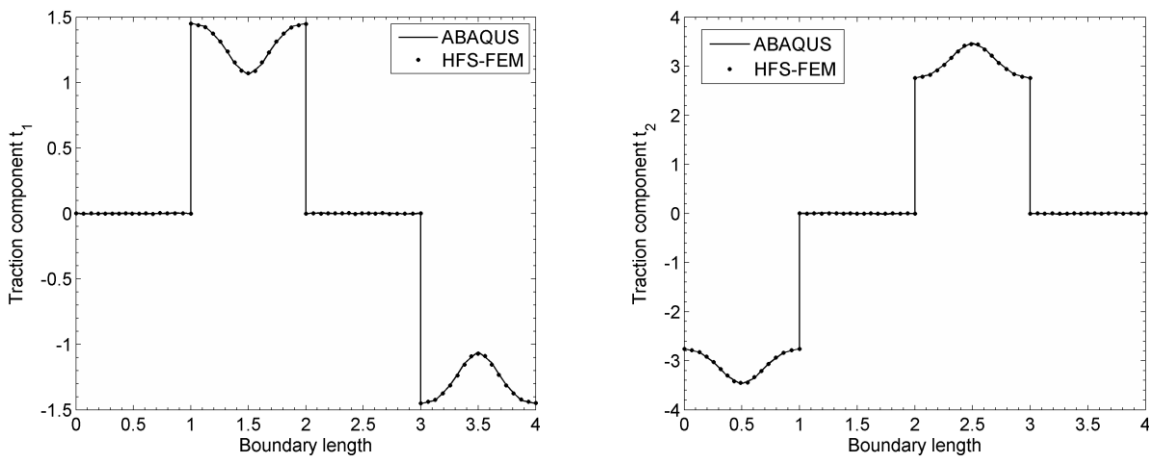 1.5
1
0.5
0
-0.5
-1
-1.5
0 0.5 1 1.5 2 2.5 3 3.5 4
Traction component t1
Boundary length
ABAQUS
HFS-FEM
4
3
2
1
0
-1
-2
-3
-4
0 0.5 1 1.5 2 2.5 3 3.5 4
Traction component t2
Boundary length
ABAQUS
HFS-FEM